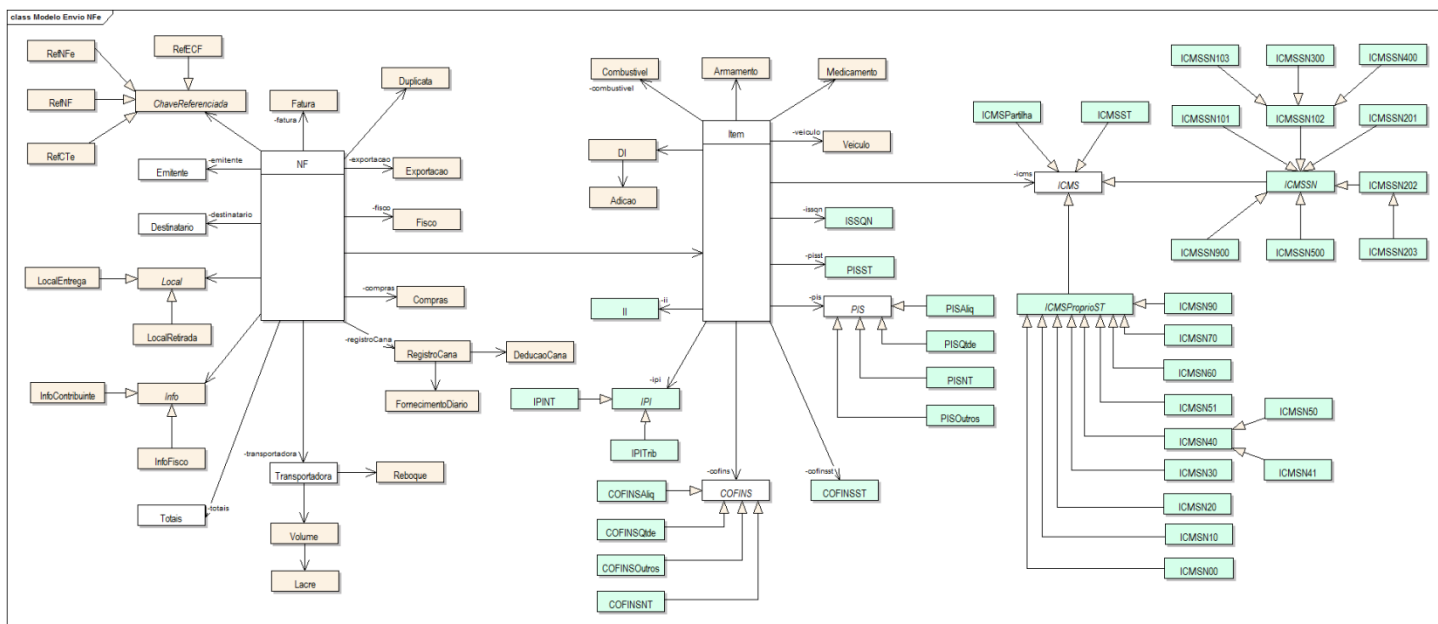 class Modelo Envio NFe
RefNFe
RefECF
RefNF
ChaveReferenciada
RefCTe
Duplicata
Fatura
-fatura
NF
-emitente
Emitente
-exportacao
Exportacao
-destinatario
Destinatario
-fisco
Fisco
LocalEntrega
Local
LocalRetirada
-compras
Compras
-registroCana
RegistroCana
DeducaoCana
FornecimentoDiario
InfoContribuinte
Info
InfoFisco
-transportadora
Transportadora
Reboque
-totais
Totais
Volume
Lacre
Combustivel
-combustivel
Armamento
Medicamento
Item
DI
Adicao
-veiculo
Veiculo
-icms
ICMS
ICMSPartilha
ICMSST
-issqn
ISSQN
-pisst
PISST
-ii
II
-pis
PIS
PISAliq
PISQtde
PISNT
PISOutros
-ipi
IPINT
IPI
IPITrib
-cofins
COFINS
-cofinsst
COFINSST
COFINSAliq
COFINSQtde
COFINSOutros
COFINSNT
ICMSSN103
ICMSSN300
ICMSSN400
ICMSSN101
ICMSSN102
ICMSSN201
ICMSSN
ICMSSN202
ICMSSN900
ICMSSN500
ICMSSN203
ICMSProprioST
ICMSN90
ICMSN70
ICMSN60
ICMSN51
ICMSN40
ICMSN50
ICMSN41
ICMSN30
ICMSN20
ICMSN10
ICMSN00